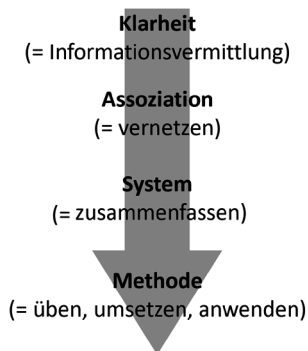 Klarheit
(= Informationsvermittlung)
Assoziation
(= vernetzen)
System
(= zusammenfassen)
Methode
(= üben, umsetzen, anwenden)